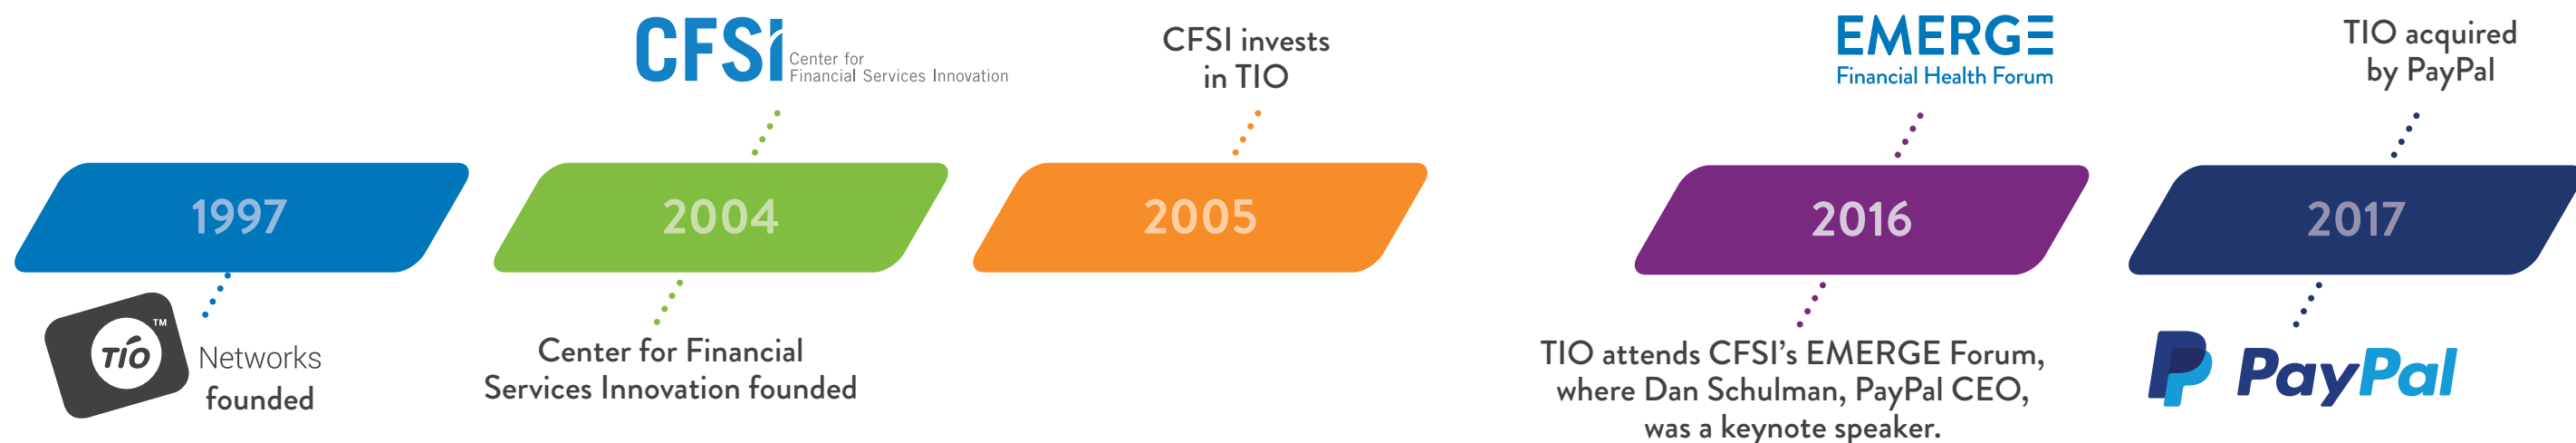 1997
TIO
TM
Networks
founded
CFSi
Center for
Financial Services Innovation
2004
Center for Financial
Services Innovation founded
CFSI invests
in TIO
2005
EMERGE
Financial Health Forum
2016
TIO attends CFSI’s EMERGE Forum,
where Dan Schulman, PayPal CEO,
was a keynote speaker.
TIO acquired
by PayPal
2017
PayPal